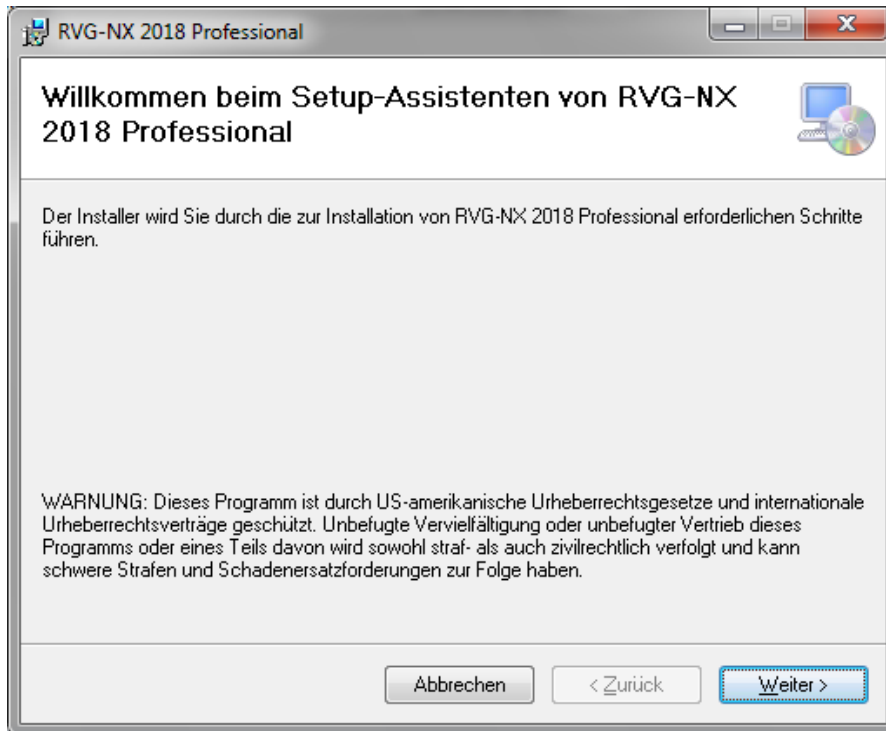 RVG-NX 2018 Professional
Willkommen beim Setup-Assistenten von RVG-NX
2018 Professional
Der Installer wird Sie durch die zur Installation von RVG-NX 2018 Professional erforderlichen Schritte
führen.
WARNUNG: Dieses Programm ist durch US-amerikanische Urheberrechtsgesetze und internationale
Urheberrechtsverträge geschützt. Unbefugte Vervielfältigung oder unbefugter Vertrieb dieses
Programms oder eines Teils davon wird sowohl straf- als auch zivilrechtlich verfolgt und kann
schwere Strafen und Schadenersatzforderungen zur Folge haben.
Abbrechen < Zurück Weiter >